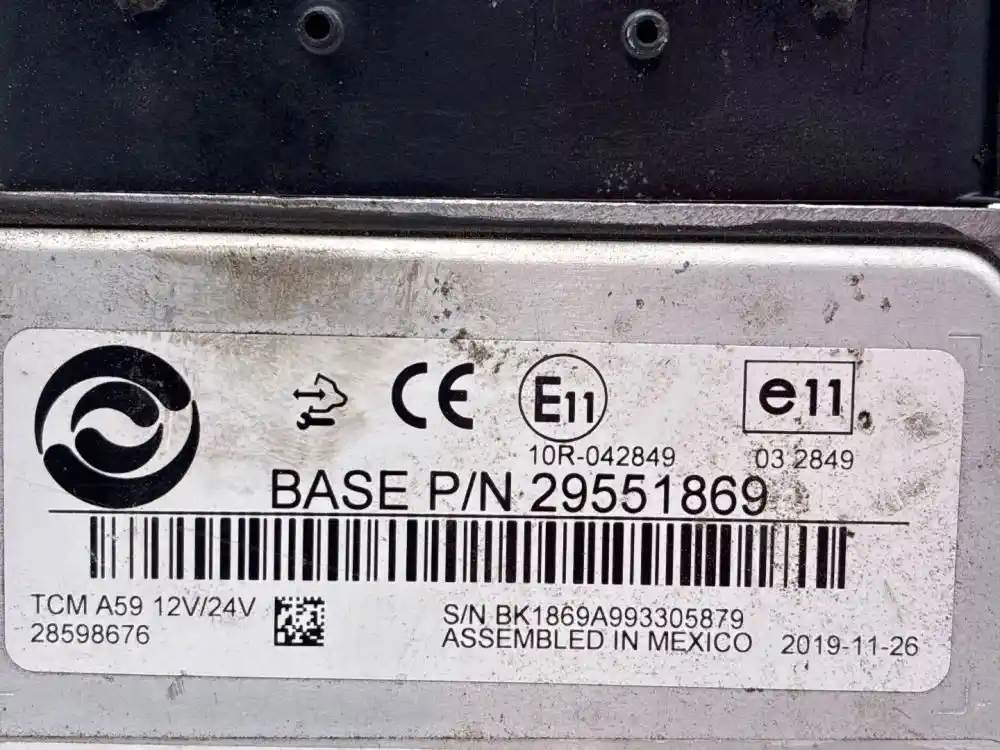 CE E11 e11
10R-042849 03 2849
BASE P/N 29551869
TCM A59 12V/24V
28598676
S/N BK1869A993305879
ASSEMBLED IN MEXICO 2019-11-26